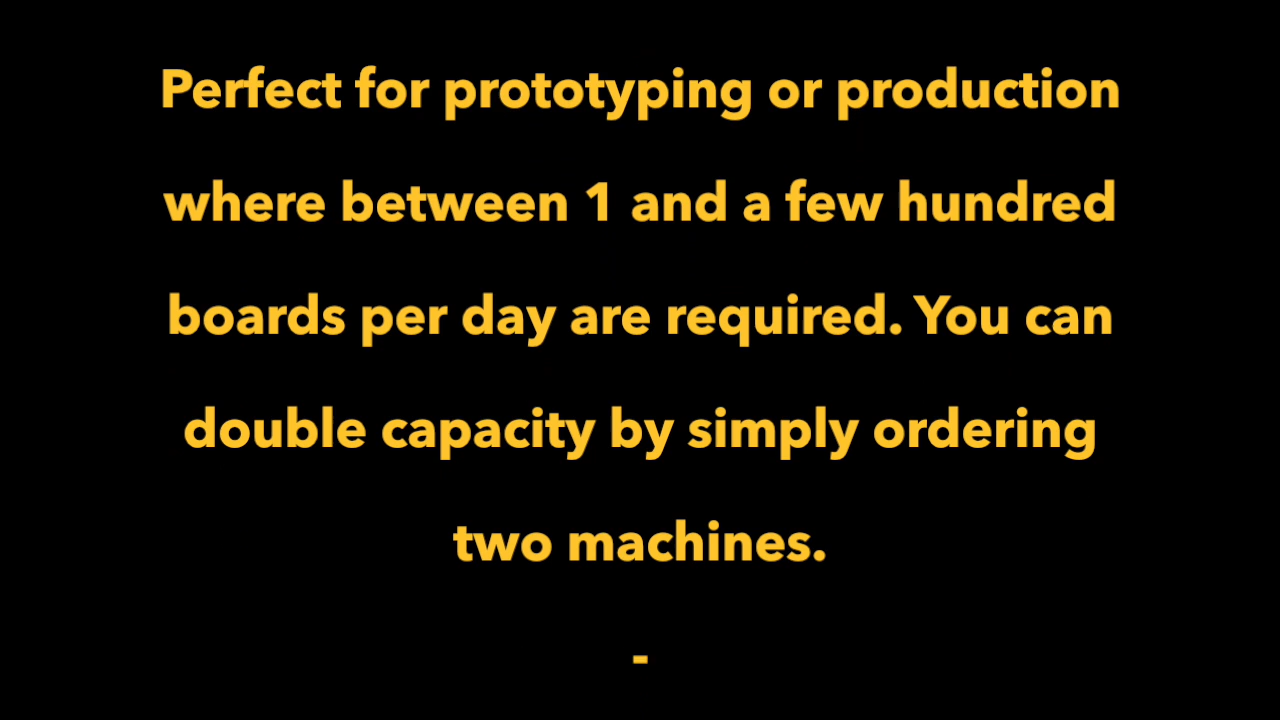 Perfect for prototyping or production
where between 1 and a few hundred
boards per day are required. You can
double capacity by simply ordering
two machines.
-